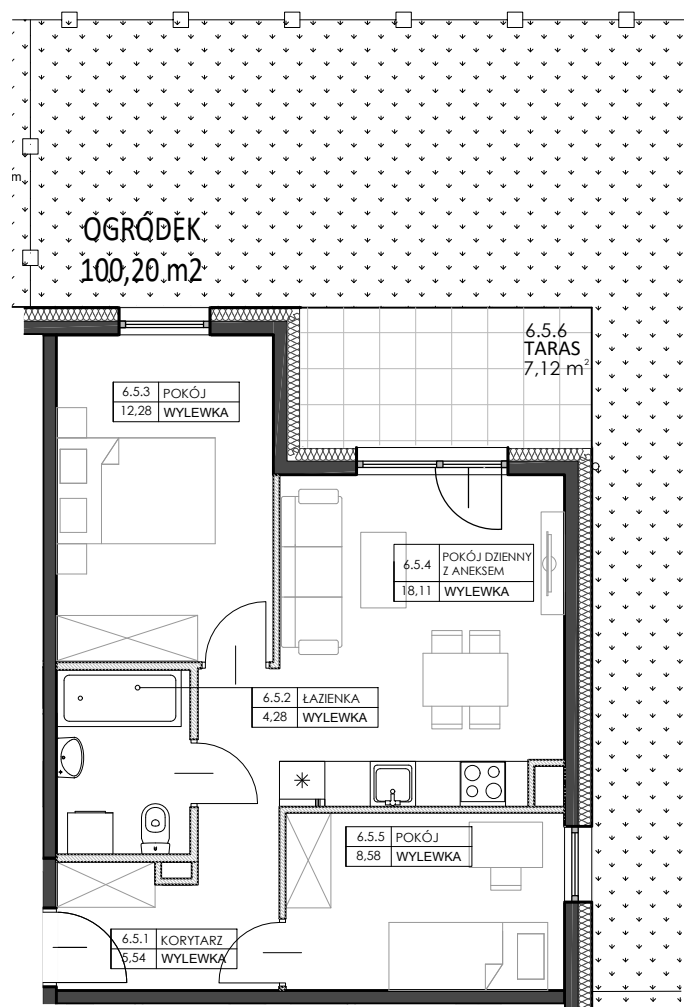 m
OGRÓDEK
100,20 m2
6.5.6
TARAS
7,12 m²
6.5.3 POKÓJ
12,28 WYLEWKA
6.5.4 POKÓJ DZIENNY
Z ANEKSEM
18,11 WYLEWKA
6.5.2 ŁAZIENKA
4,28 WYLEWKA
6.5.5 POKÓJ
8,58 WYLEWKA
6.5.1 KORYTARZ
5,54 WYLEWKA